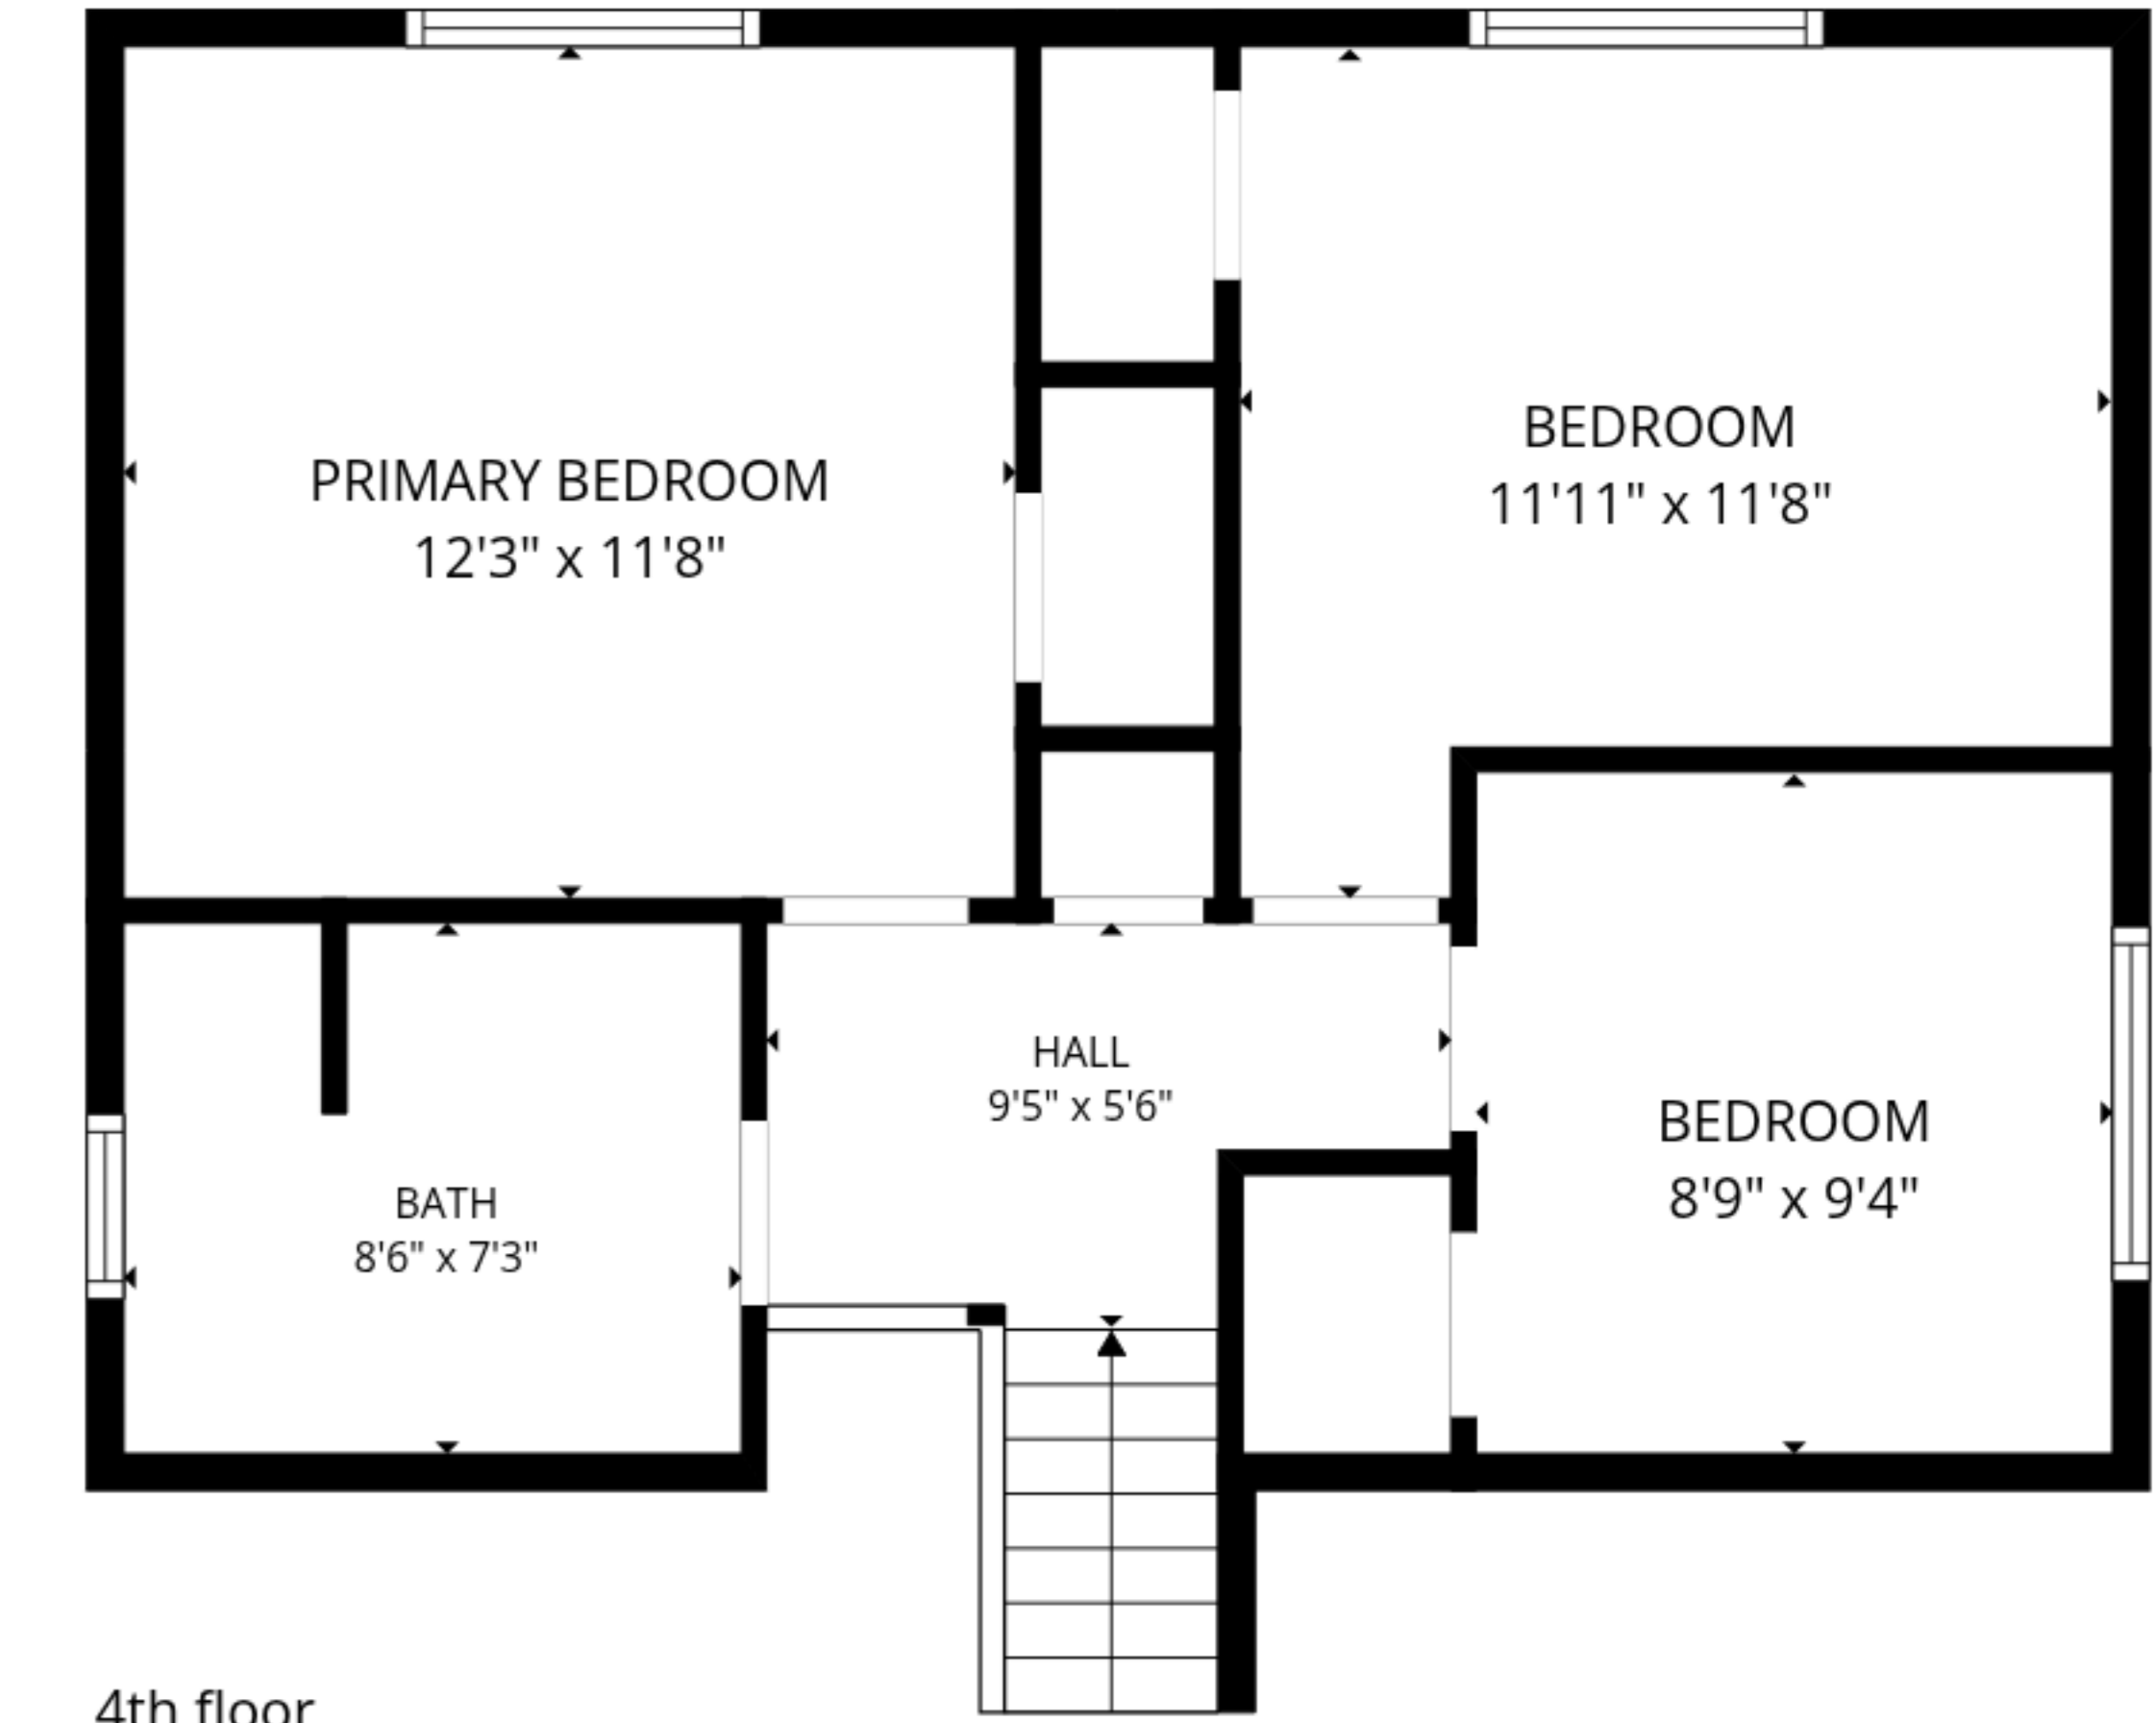 PRIMARY BEDROOM
12'3" x 11'8"
BEDROOM
11'11" x 11'8"
HALL
9'5" x 5'6"
BATH
8'6" x 7'3"
BEDROOM
8'9" x 9'4"
4th floor